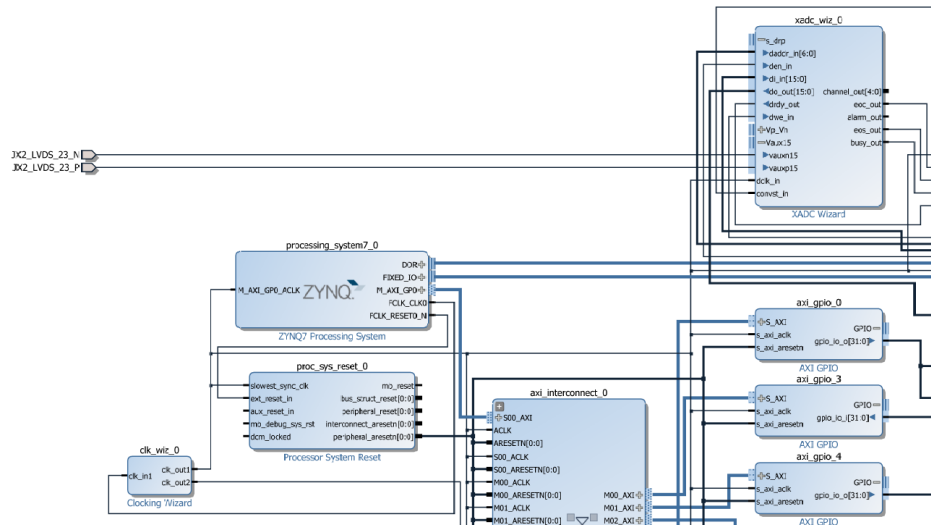 xadc_wiz_0
s_drp
daddr_in[6:0]
den_in
di_in[15:0]
do_out[15:0]
channel_out[4:0]
drdy_out
eoc_out
dwe_in
alarm_out
Vp_Vn
eos_out
Vaux15
busy_out
vauxn15
vauxp15
dclk_in
convst_in
XADC Wizard
JX2_LVDS_23_N
JX2_LVDS_23_P
processing_system7_0
DDR
FIXED_IO
M_AXI_GP0_ACLK
ZYNQ
M_AXI_GP0
FCLK_CLK0
FCLK_RESET0_N
ZYNQ7 Processing System
axi_gpio_0
S_AXI
GPIO
s_axi_aclk
gpio_io_o[31:0]
s_axi_aresetn
AXI GPIO
proc_sys_reset_0
slowest_sync_clk
mb_reset
ext_reset_in
bus_struct_reset[0:0]
aux_reset_in
peripheral_reset[0:0]
mb_debug_sys_rst
interconnect_aresetn[0:0]
dcm_locked
peripheral_aresetn[0:0]
Processor System Reset
axi_gpio_3
S_AXI
GPIO
s_axi_aclk
gpio_io_i[31:0]
s_axi_aresetn
AXI GPIO
axi_interconnect_0
S00_AXI
ACLK
ARESETN[0:0]
S00_ACLK
S00_ARESETN[0:0]
M00_ACLK
M00_ARESETN[0:0]
M00_AXI
M01_ACLK
M01_AXI
M01_ARESETN[0:0]
M02_AXI
clk_wiz_0
clk_in1
clk_out1
clk_out2
Clocking Wizard
axi_gpio_4
S_AXI
GPIO
s_axi_aclk
gpio_io_o[31:0]
s_axi_aresetn
AXI GPIO